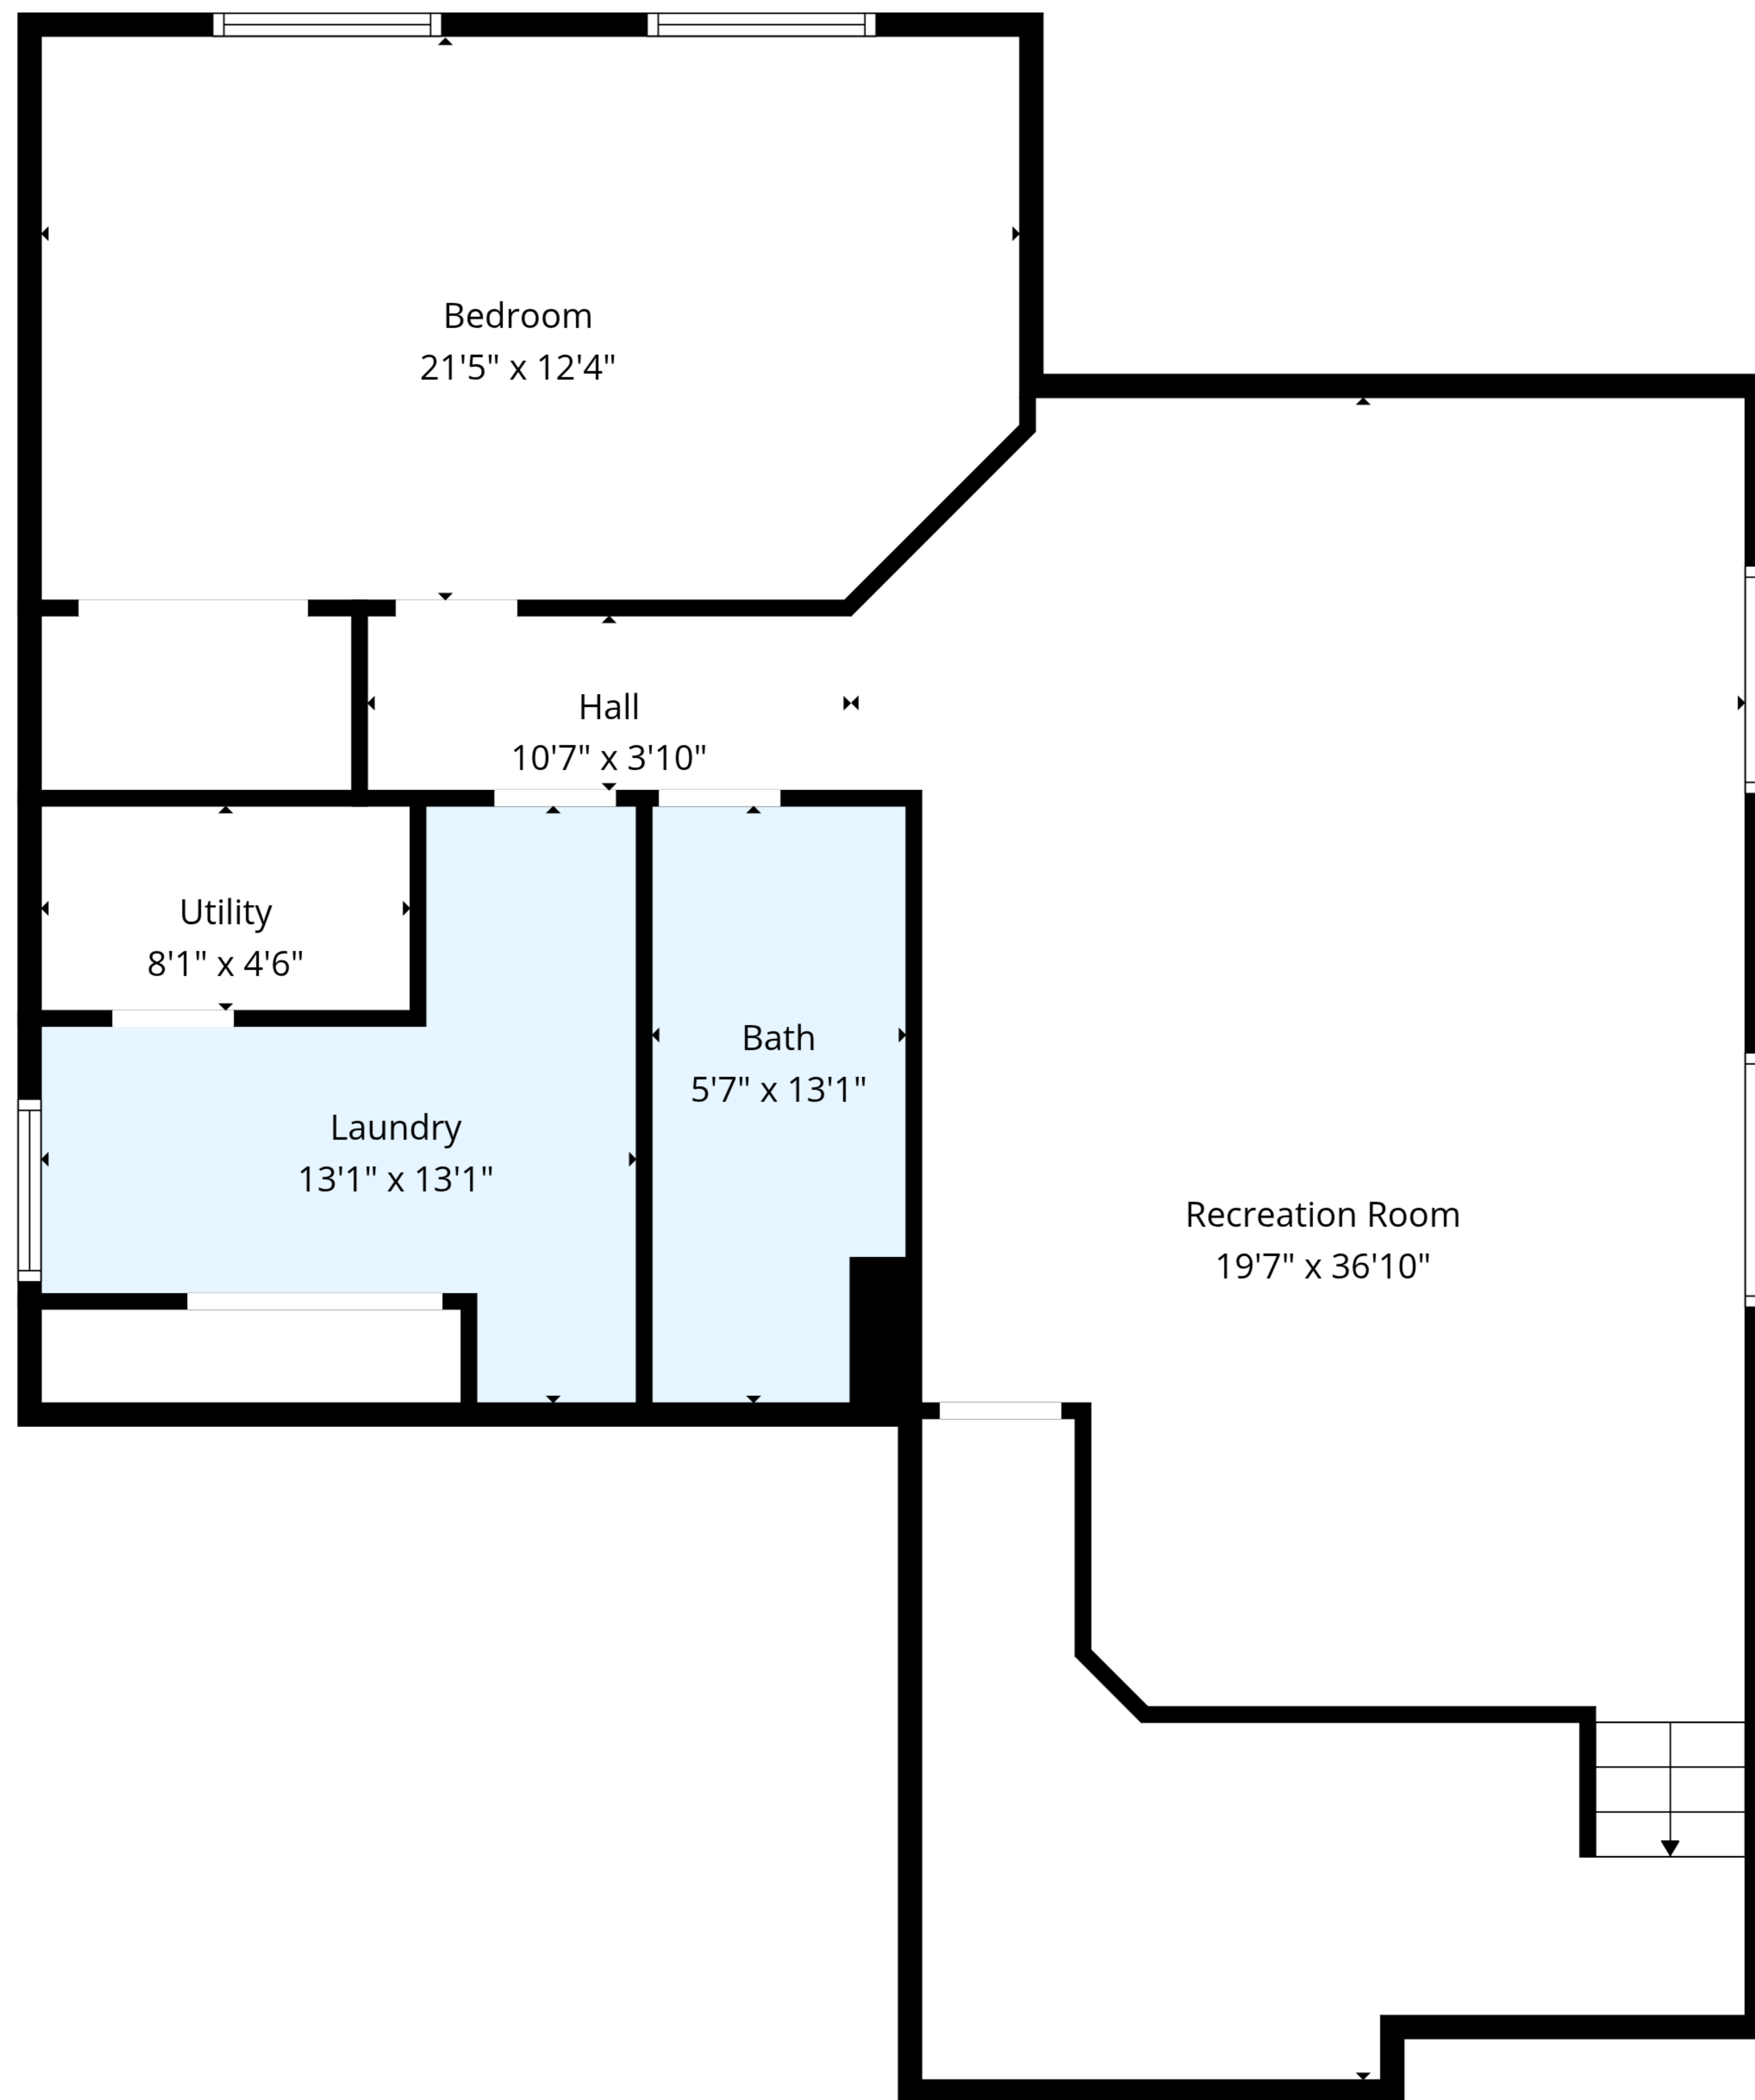 Bedroom
21'5" x 12'4"
Hall
10'7" x 3'10"
Utility
8'1" x 4'6"
Bath
5'7" x 13'1"
Laundry
13'1" x 13'1"
Recreation Room
19'7" x 36'10"